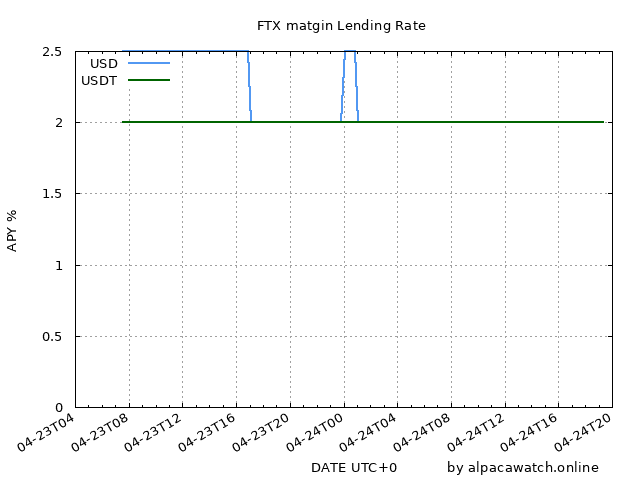 FTX matgin Lending Rate
2.5
USD
USDT
2
1.5
APY %
1
0.5
0
04-23T04
04-23T08
04-23T12
04-23T16
04-23T20
04-24T00
04-24T04
04-24T08
04-24T12
04-24T16
04-24T20
DATE UTC+0
by alpacawatch.online